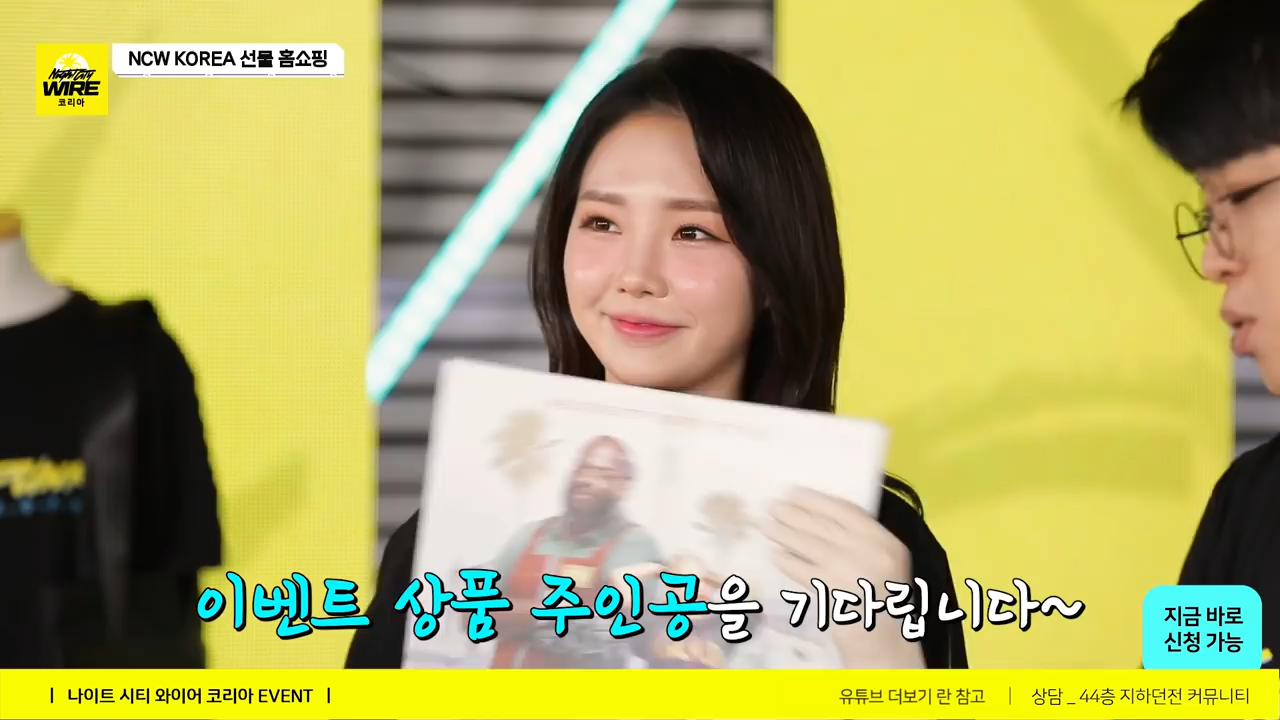 Night City
WIRE
코리아
NCW KOREA 선물 홈쇼핑
이벤트 상품 주인공을 기다립니다~
지금 바로
신청 가능
| 나이트 시티 와이어 코리아 EVENT |
유튜브 더보기 란 참고 | 상담 _ 44층 지하던전 커뮤니티